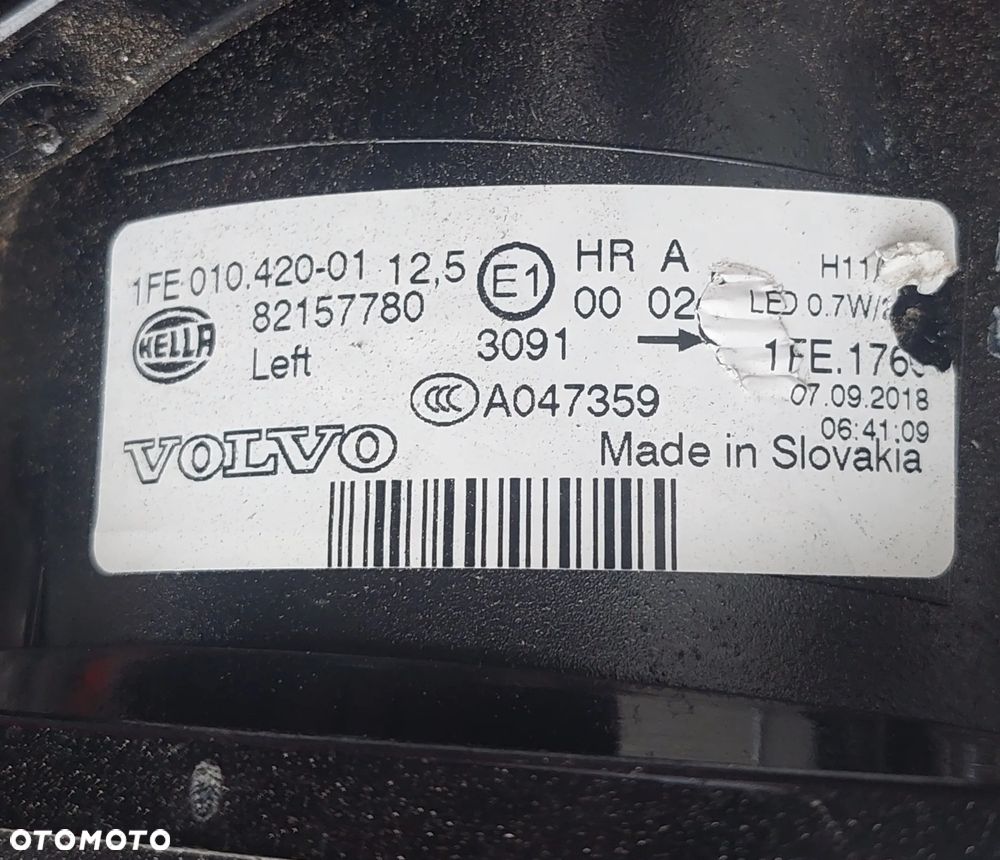 1FE 010.420-01 12,5 E1 HR A H11/
82157780 00 02 LED 0.7W/
HELLA Left 3091 1FE.176
CCC A047359 07.09.2018
06:41:09
VOLVO Made in Slovakia
OTOMOTO